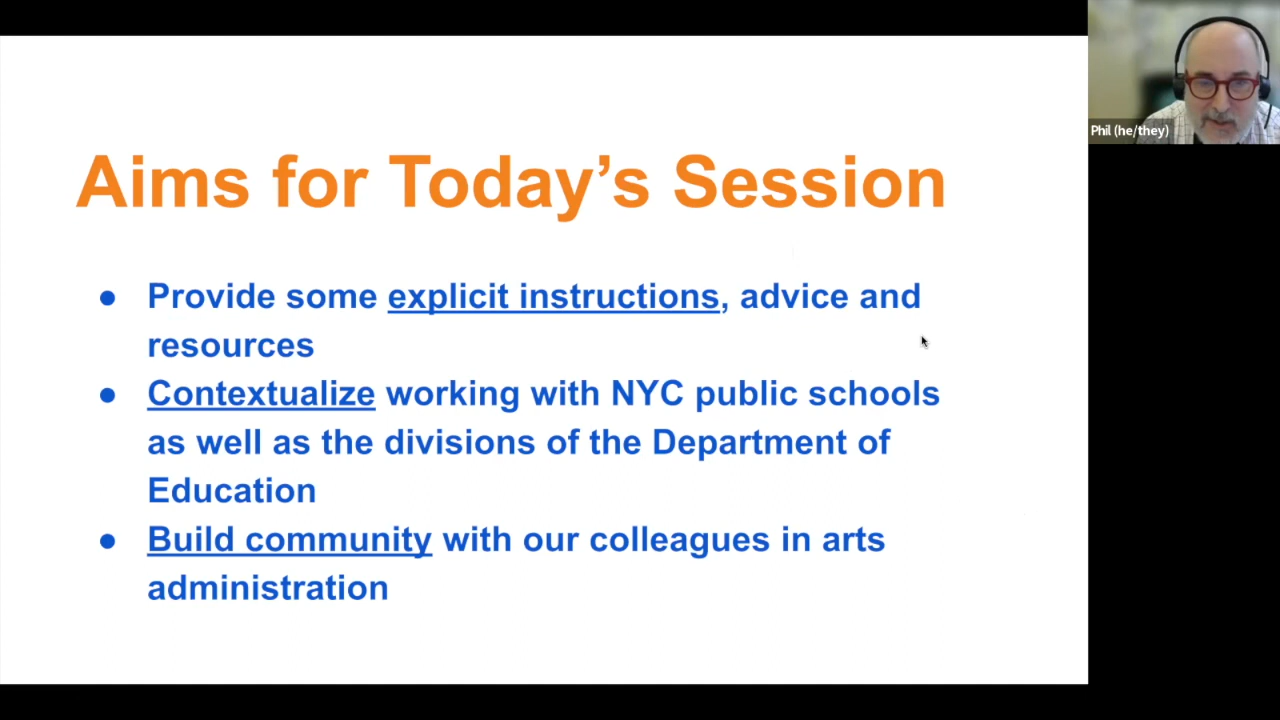 Aims for Today’s Session
● Provide some explicit instructions, advice and
resources
● Contextualize working with NYC public schools
as well as the divisions of the Department of
Education
● Build community with our colleagues in arts
administration
Phil (he/they)